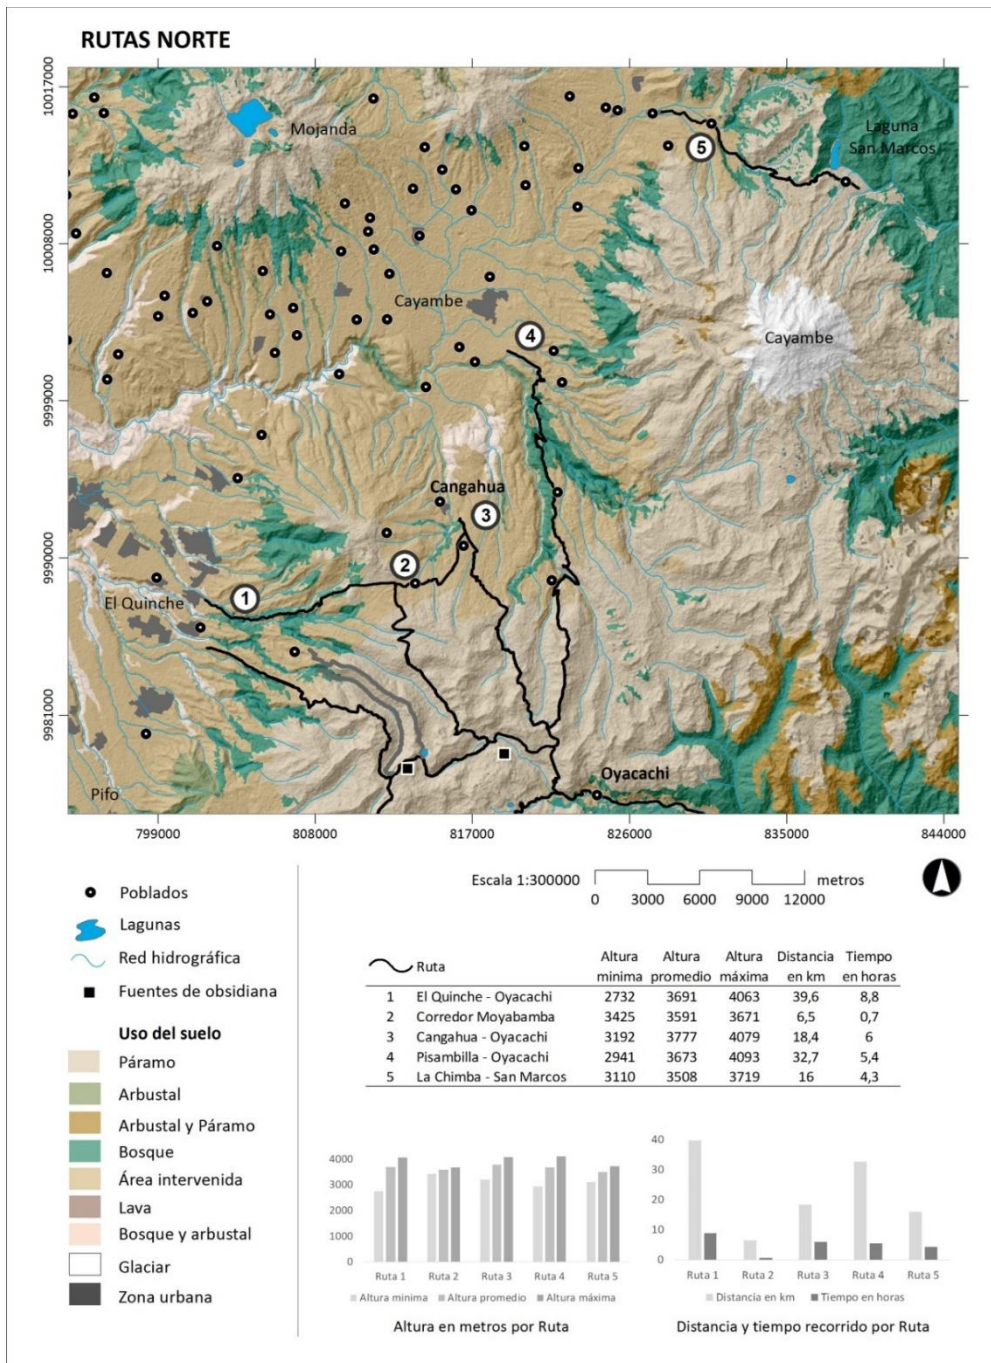 RUTAS NORTE
10017000
10008000
9999000
9990000
9981000
Mojanda
5
Laguna
San Marcos
Cayambe
4
Cayambe
Cangahua
3
2
1
El Quinche
Pifo
Oyacachi
10017000
10008000
9999000
9990000
9981000
799000 808000 817000 826000 835000 844000
Poblados
Lagunas
Red hidrográfica
Fuentes de obsidiana
Uso del suelo
Páramo
Arbustal
Arbustal y Páramo
Bosque
Área intervenida
Lava
Bosque y arbustal
Glaciar
Zona urbana
Escala 1:300000 metros
0 3000 6000 9000 12000
Ruta Altura minima Altura promedio Altura máxima Distancia en km Tiempo en horas
1 El Quinche - Oyacachi 2732 3691 4063 39,6 8,8
2 Corredor Moyabamba 3425 3591 3671 6,5 0,7
3 Cangahua - Oyacachi 3192 3777 4079 18,4 6
4 Pisambilla - Oyacachi 2941 3673 4093 32,7 5,4
5 La Chimba - San Marcos 3110 3508 3719 16 4,3
4000
3000
2000
1000
0
Ruta 1 Ruta 2 Ruta 3 Ruta 4 Ruta 5
Altura minima Altura promedio Altura máxima
Altura en metros por Ruta
40
30
20
10
0
Ruta 1 Ruta 2 Ruta 3 Ruta 4 Ruta 5
Distancia en km Tiempo en horas
Distancia y tiempo recorrido por Ruta